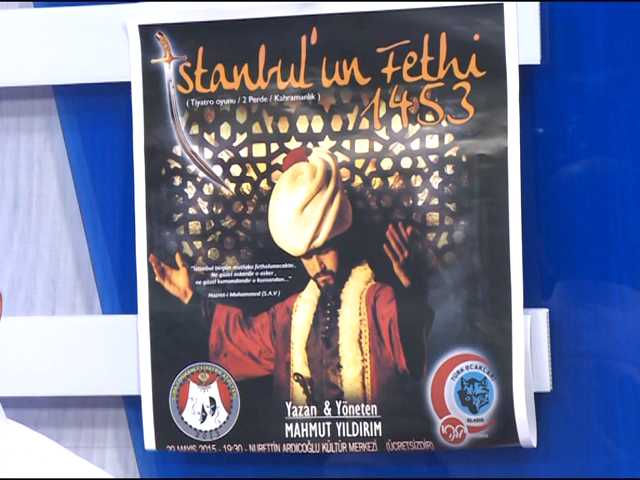 İstanbul'un Fethi
1453
( Tiyatro oyunu / 2 Perde / Kahramanlık )
"İstanbul birgün mutlaka fetholunacaktır.
Ne güzel askerdir o asker,
ne güzel kumandandır o kumandan..."
Hazret-i Muhammed (S.A.V)
TÜRK OCAKLARI
Yazan & Yöneten
MAHMUT YILDIRIM
29 MAYIS 2015 - 19:30 - NURETTİN ARDIÇOĞLU KÜLTÜR MERKEZİ (ÜCRETSİZDİR)